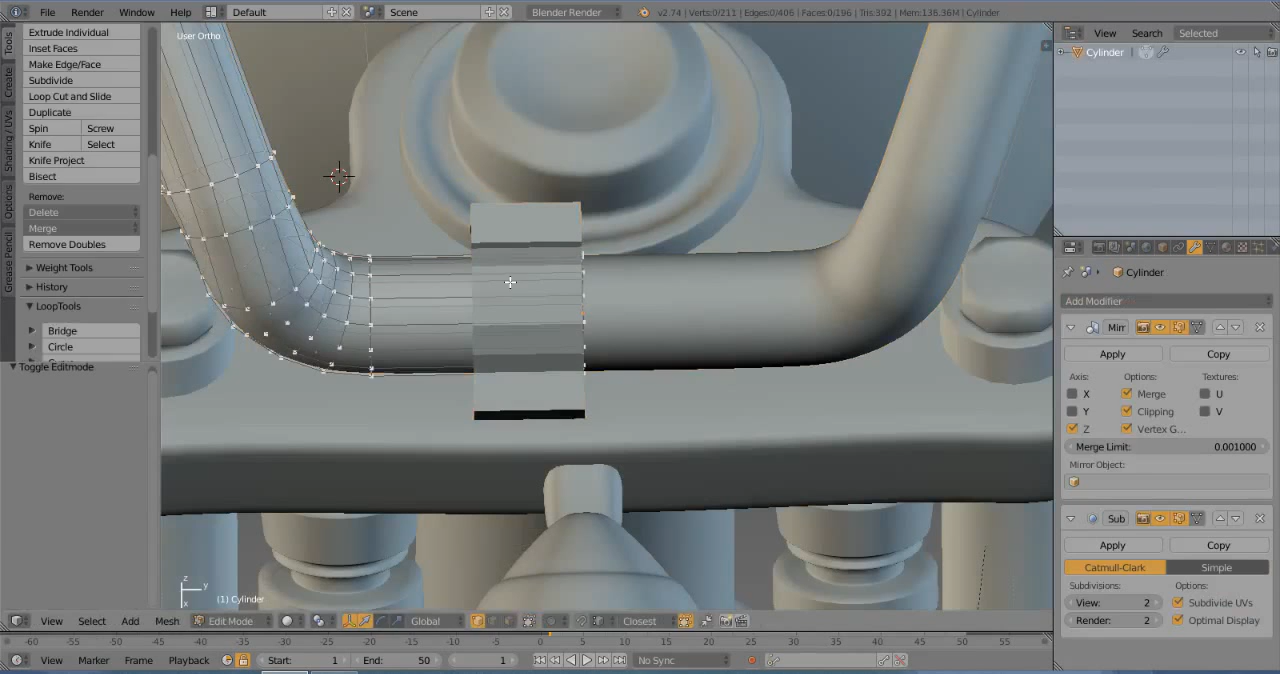 File Render Window Help Default Scene Blender Render v2.74 | Verts:0/211 | Edges:0/406 | Faces:0/196 | Tris:392 | Mem:136.36M | Cylinder
Tools
Create
Shading / UVs
Options
Grease Pencil
Extrude Individual
Inset Faces
Make Edge/Face
Subdivide
Loop Cut and Slide
Duplicate
Spin Screw
Knife Select
Knife Project
Bisect
Remove:
Delete
Merge
Remove Doubles
Weight Tools
History
LoopTools
Bridge
Circle
Toggle Editmode
User Ortho
z
y
x
(1) Cylinder
View Search Selected
Cylinder
Cylinder
Add Modifier
Mirr
Apply Copy
Axis: Options: Textures:
X Merge U
Y Clipping V
Z Vertex G...
Merge Limit: 0.001000
Mirror Object:
Sub
Apply Copy
Catmull-Clark Simple
Subdivisions: Options:
View: 2 Subdivide UVs
Render: 2 Optimal Display
View Select Add Mesh Edit Mode Global Closest
-60 -55 -50 -45 -40 -35 -30 -25 -20 -15 -10 -5 0 5 10 15 20 25 30 35 40 45 50 55 60 65
View Marker Frame Playback Start: 1 End: 50 1 No Sync